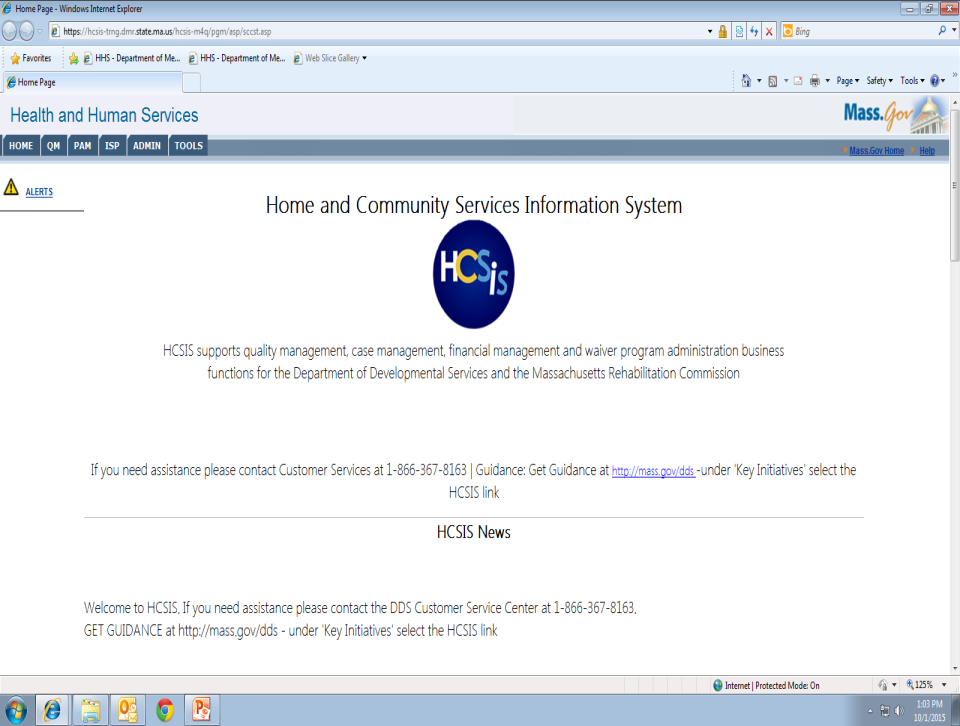 Home Page - Windows Internet Explorer
https://hcsis-trng.dmr.state.ma.us/hcsis-m4q/pgm/asp/sccst.asp
Bing
Favorites HHS - Department of Me... HHS - Department of Me... Web Slice Gallery
Home Page
Page Safety Tools
Health and Human Services
Mass.Gov
HOME QM PAM ISP ADMIN TOOLS
Mass.Gov Home Help
ALERTS
Home and Community Services Information System
HCSis
HCSIS supports quality management, case management, financial management and waiver program administration business
functions for the Department of Developmental Services and the Massachusetts Rehabilitation Commission
If you need assistance please contact Customer Services at 1-866-367-8163 | Guidance: Get Guidance at http://mass.gov/dds -under 'Key Initiatives' select the
HCSIS link
HCSIS News
Welcome to HCSIS, If you need assistance please contact the DDS Customer Service Center at 1-866-367-8163.
GET GUIDANCE at http://mass.gov/dds - under 'Key Initiatives' select the HCSIS link
Internet | Protected Mode: On
125%
1:03 PM
10/1/2015